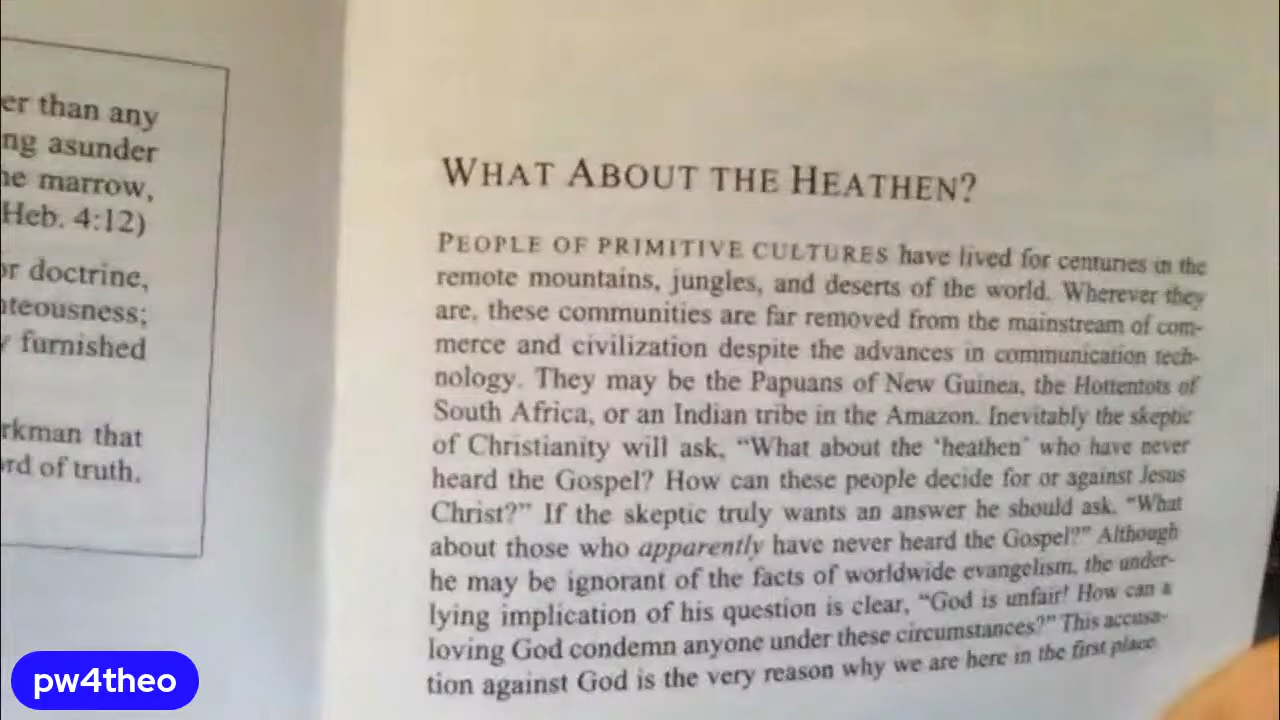 er than any
ng asunder
he marrow,
Heb. 4:12)
or doctrine,
hteousness;
furnished
rkman that
ord of truth.
WHAT ABOUT THE HEATHEN?
PEOPLE OF PRIMITIVE CULTURES have lived for centuries in the
remote mountains, jungles, and deserts of the world. Wherever they
are, these communities are far removed from the mainstream of com-
merce and civilization despite the advances in communication tech-
nology. They may be the Papuans of New Guinea, the Hottentots of
South Africa, or an Indian tribe in the Amazon. Inevitably the skeptic
of Christianity will ask, “What about the ‘heathen’ who have never
heard the Gospel? How can these people decide for or against Jesus
Christ?” If the skeptic truly wants an answer he should ask, “What
about those who apparently have never heard the Gospel?” Although
he may be ignorant of the facts of worldwide evangelism, the under-
lying implication of his question is clear, “God is unfair! How can a
loving God condemn anyone under these circumstances?” This accusa-
tion against God is the very reason why we are here in the first place
pw4theo